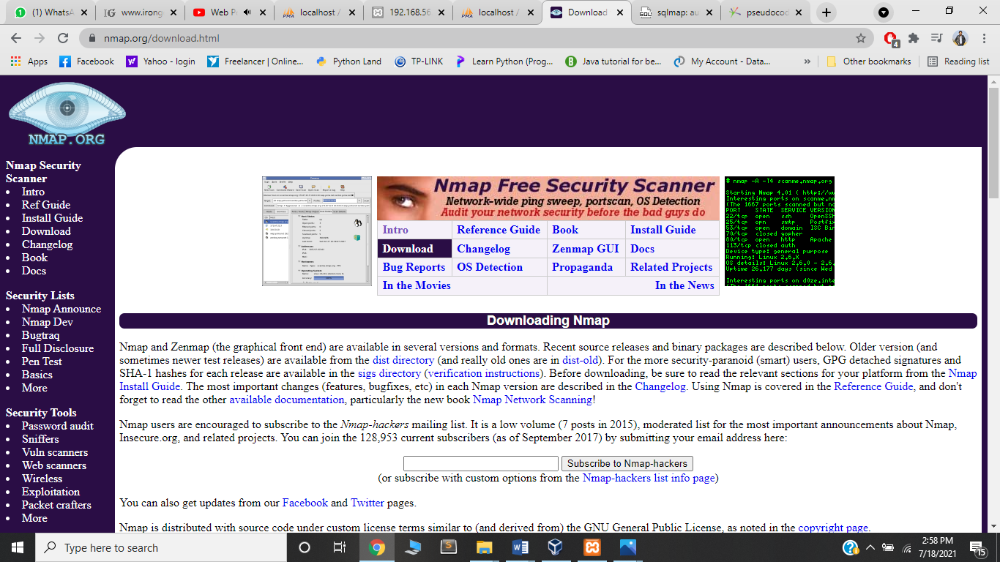 (1) WhatsA
www.irong
Web P
localhost /
192.168.56
localhost /
Download
sqlmap: au
pseudocod
nmap.org/download.html
4
Apps
Facebook
Yahoo - login
Freelancer | Online...
Python Land
TP-LINK
Learn Python (Prog...
Java tutorial for be...
My Account - Data...
»
Other bookmarks
Reading list
NMAP.ORG
Nmap Security
Scanner
• Intro
• Ref Guide
• Install Guide
• Download
• Changelog
• Book
• Docs
Security Lists
• Nmap Announce
• Nmap Dev
• Bugtraq
• Full Disclosure
• Pen Test
• Basics
• More
Security Tools
• Password audit
• Sniffers
• Vuln scanners
• Web scanners
• Wireless
• Exploitation
• Packet crafters
• More
Nmap Free Security Scanner
Network-wide ping sweep, portscan, OS Detection
Audit your network security before the bad guys do
Intro Reference Guide Book Install Guide
Download Changelog Zenmap GUI Docs
Bug Reports OS Detection Propaganda Related Projects
In the Movies In the News
# nmap -A -T4 scanme.nmap.org
Starting Nmap 4.01 ( http://ww
Interesting ports on scanme.nm
(The 1667 ports scanned but no
PORT STATE SERVICE VERSION
22/tcp open ssh OpenSSH
25/tcp opn smtp Postfix
53/tcp open domain ISC Bin
70/tcp closed gopher
80/tcp open http Apache
113/tcp closed auth
Device type: general purpose
Running: Linux 2.6.X
OS details: Linux 2.6.0 - 2.6.
Uptime 26.177 days (since Wed
Interesting ports on d0ze.inte
Downloading Nmap
Nmap and Zenmap (the graphical front end) are available in several versions and formats. Recent source releases and binary packages are described below. Older version (and
sometimes newer test releases) are available from the dist directory (and really old ones are in dist-old). For the more security-paranoid (smart) users, GPG detached signatures and
SHA-1 hashes for each release are available in the sigs directory (verification instructions). Before downloading, be sure to read the relevant sections for your platform from the Nmap
Install Guide. The most important changes (features, bugfixes, etc) in each Nmap version are described in the Changelog. Using Nmap is covered in the Reference Guide, and don't
forget to read the other available documentation, particularly the new book Nmap Network Scanning!
Nmap users are encouraged to subscribe to the Nmap-hackers mailing list. It is a low volume (7 posts in 2015), moderated list for the most important announcements about Nmap,
Insecure.org, and related projects. You can join the 128,953 current subscribers (as of September 2017) by submitting your email address here:
Subscribe to Nmap-hackers
(or subscribe with custom options from the Nmap-hackers list info page)
You can also get updates from our Facebook and Twitter pages.
Nmap is distributed with source code under custom license terms similar to (and derived from) the GNU General Public License, as noted in the copyright page.
Type here to search
2:58 PM
7/18/2021
15